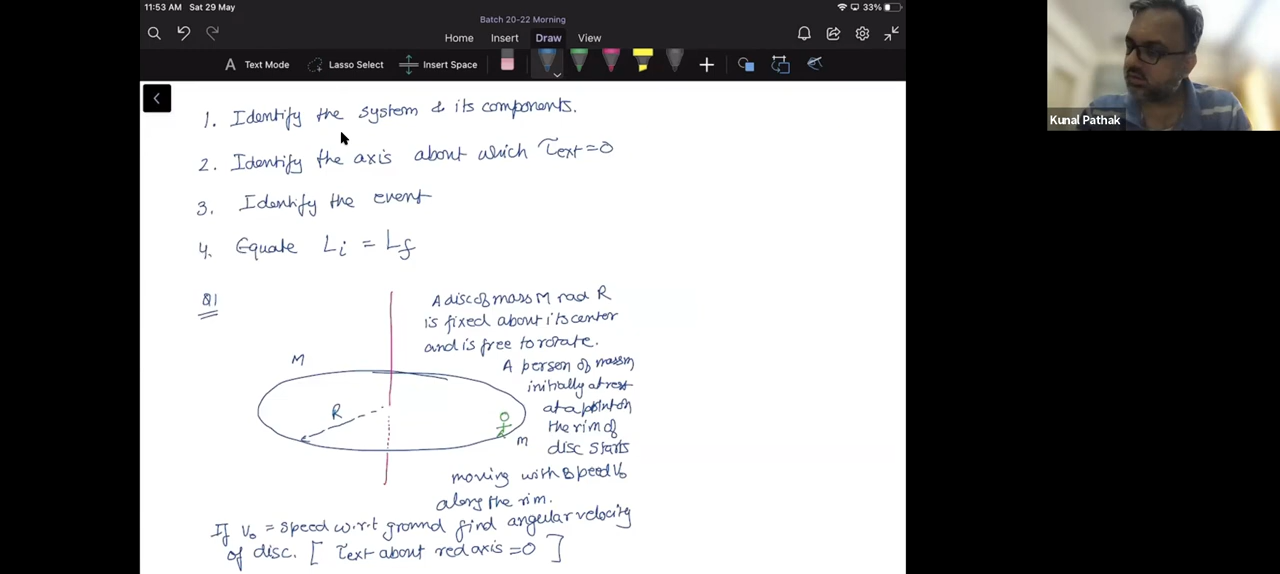 11:53 AM Sat 29 May
33%
Batch 20-22 Morning
Home Insert Draw View
Text Mode
Lasso Select
Insert Space
Kunal Pathak
1. Identify the system & its components.
2. Identify the axis about which τext=0
3. Identify the event
4. Equate Li = Lf
Q1
A disc of mass M rad R
is fixed about its center
and is free to rotate.
M
A person of mass m
initially at rest
R
at a point on
the rim of
m
disc starts
moving with speed V0
along the rim.
If V0 = speed w.r.t ground find angular velocity
of disc. [ τext about red axis = 0 ]